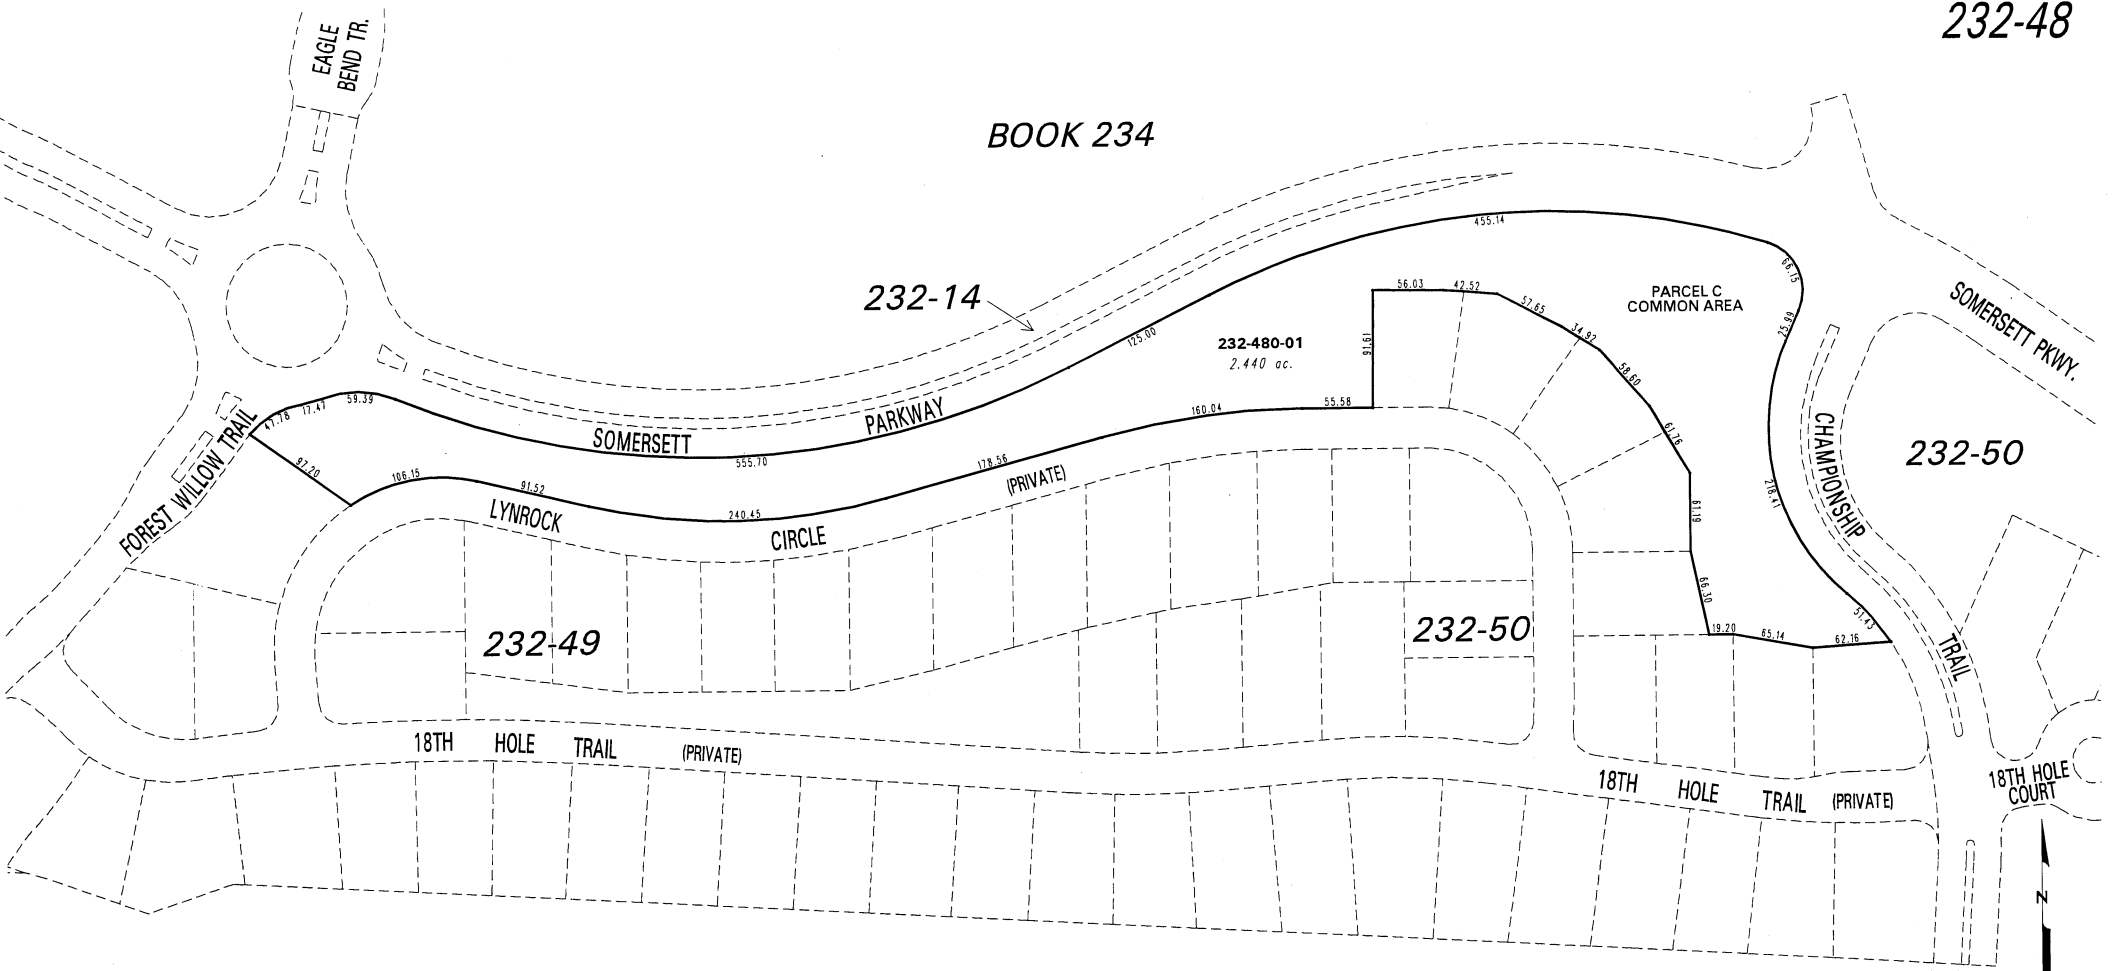 232-48
EAGLE
BEND TR.
BOOK 234
455.14
66.15
25.99
232-14
125.00
56.03
42.52
57.65
34.92
PARCEL C
COMMON AREA
SOMERSETT PKWY.
232-480-01
2.440 ac.
91.61
58.60
61.76
61.19
66.30
19.20
65.14
62.16
51.43
218.41
CHAMPIONSHIP
TRAIL
232-50
47.78
17.47
59.39
SOMERSETT
PARKWAY
555.70
97.20
106.15
91.52
240.45
178.56
160.04
55.58
FOREST WILLOW TRAIL
LYNROCK
CIRCLE
(PRIVATE)
232-49
232-50
18TH HOLE TRAIL (PRIVATE)
18TH HOLE TRAIL (PRIVATE)
18TH HOLE
COURT
N